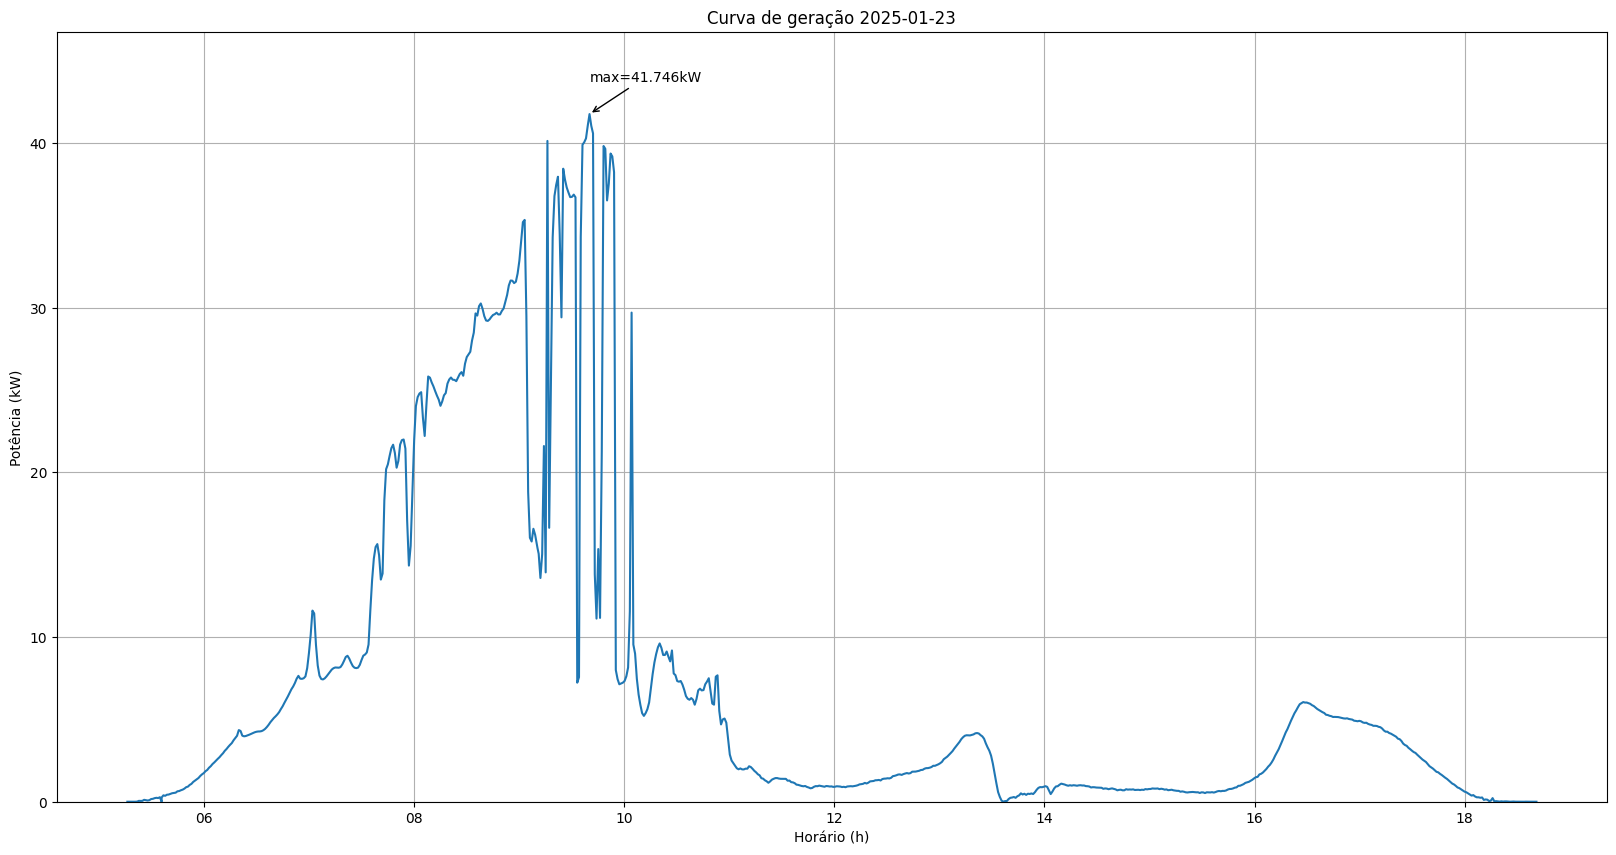 Curva de geração 2025-01-23
max=41.746kW
Potência (kW)
40
30
20
10
0
06 08 10 12 14 16 18
Horário (h)